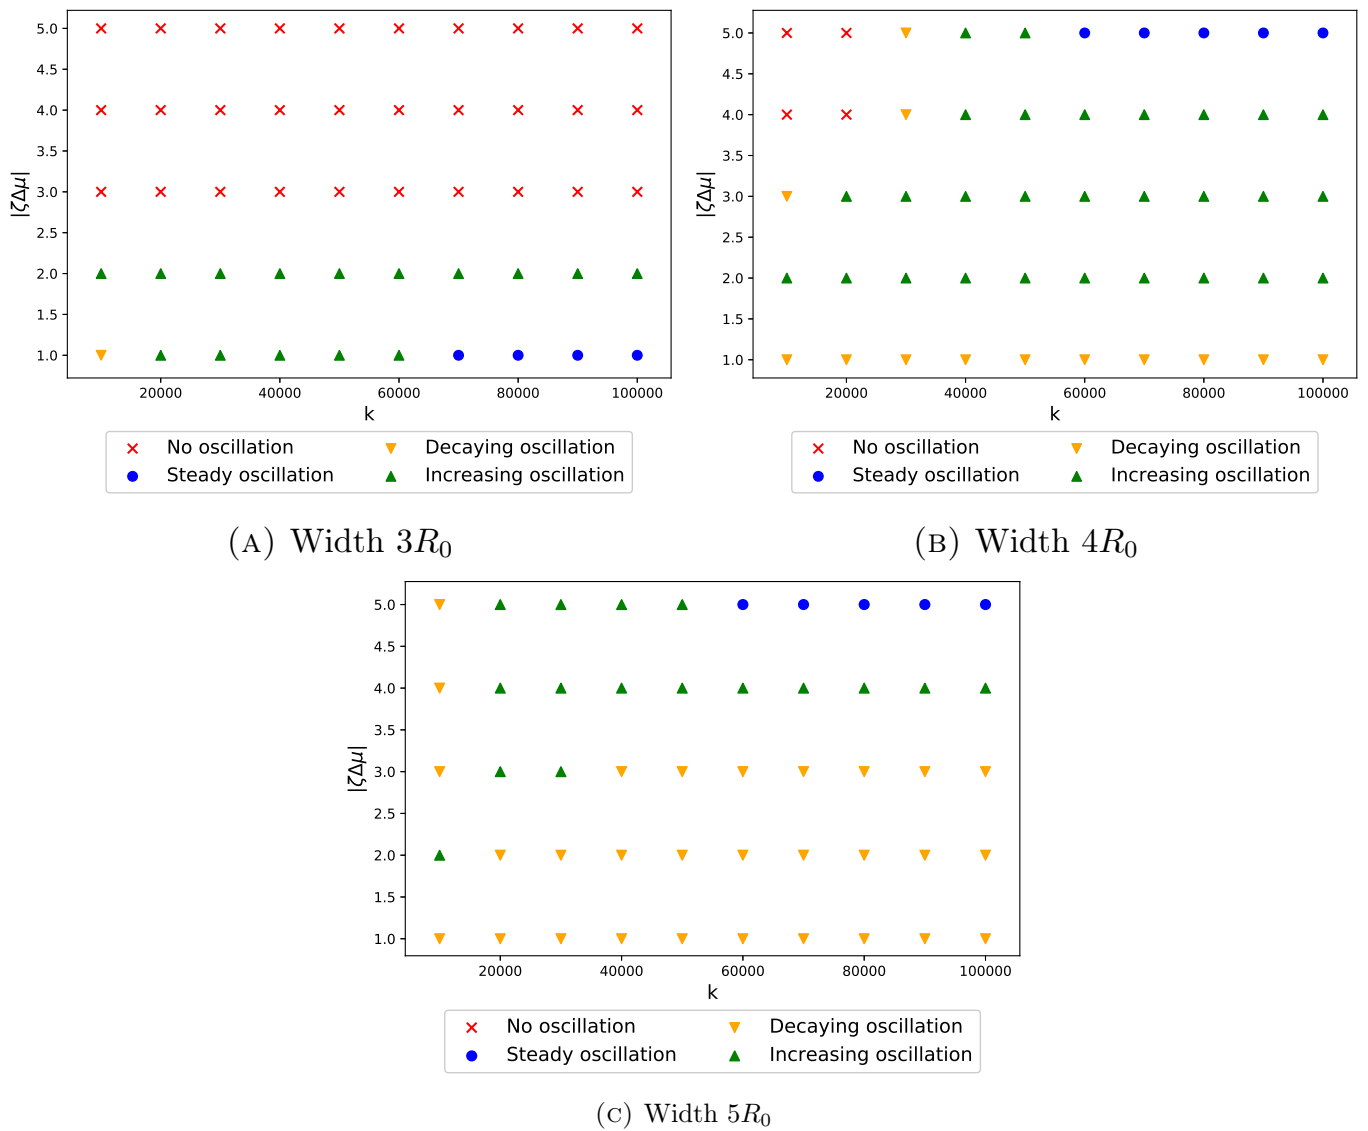 5.0
4.5
4.0
3.5
3.0
2.5
2.0
1.5
1.0
|ζΔμ|
20000 40000 60000 80000 100000
k
No oscillation Decaying oscillation
Steady oscillation Increasing oscillation
(A) Width 3R₀
5.0
4.5
4.0
3.5
3.0
2.5
2.0
1.5
1.0
|ζΔμ|
20000 40000 60000 80000 100000
k
No oscillation Decaying oscillation
Steady oscillation Increasing oscillation
(B) Width 4R₀
5.0
4.5
4.0
3.5
3.0
2.5
2.0
1.5
1.0
|ζΔμ|
20000 40000 60000 80000 100000
k
No oscillation Decaying oscillation
Steady oscillation Increasing oscillation
(C) Width 5R₀